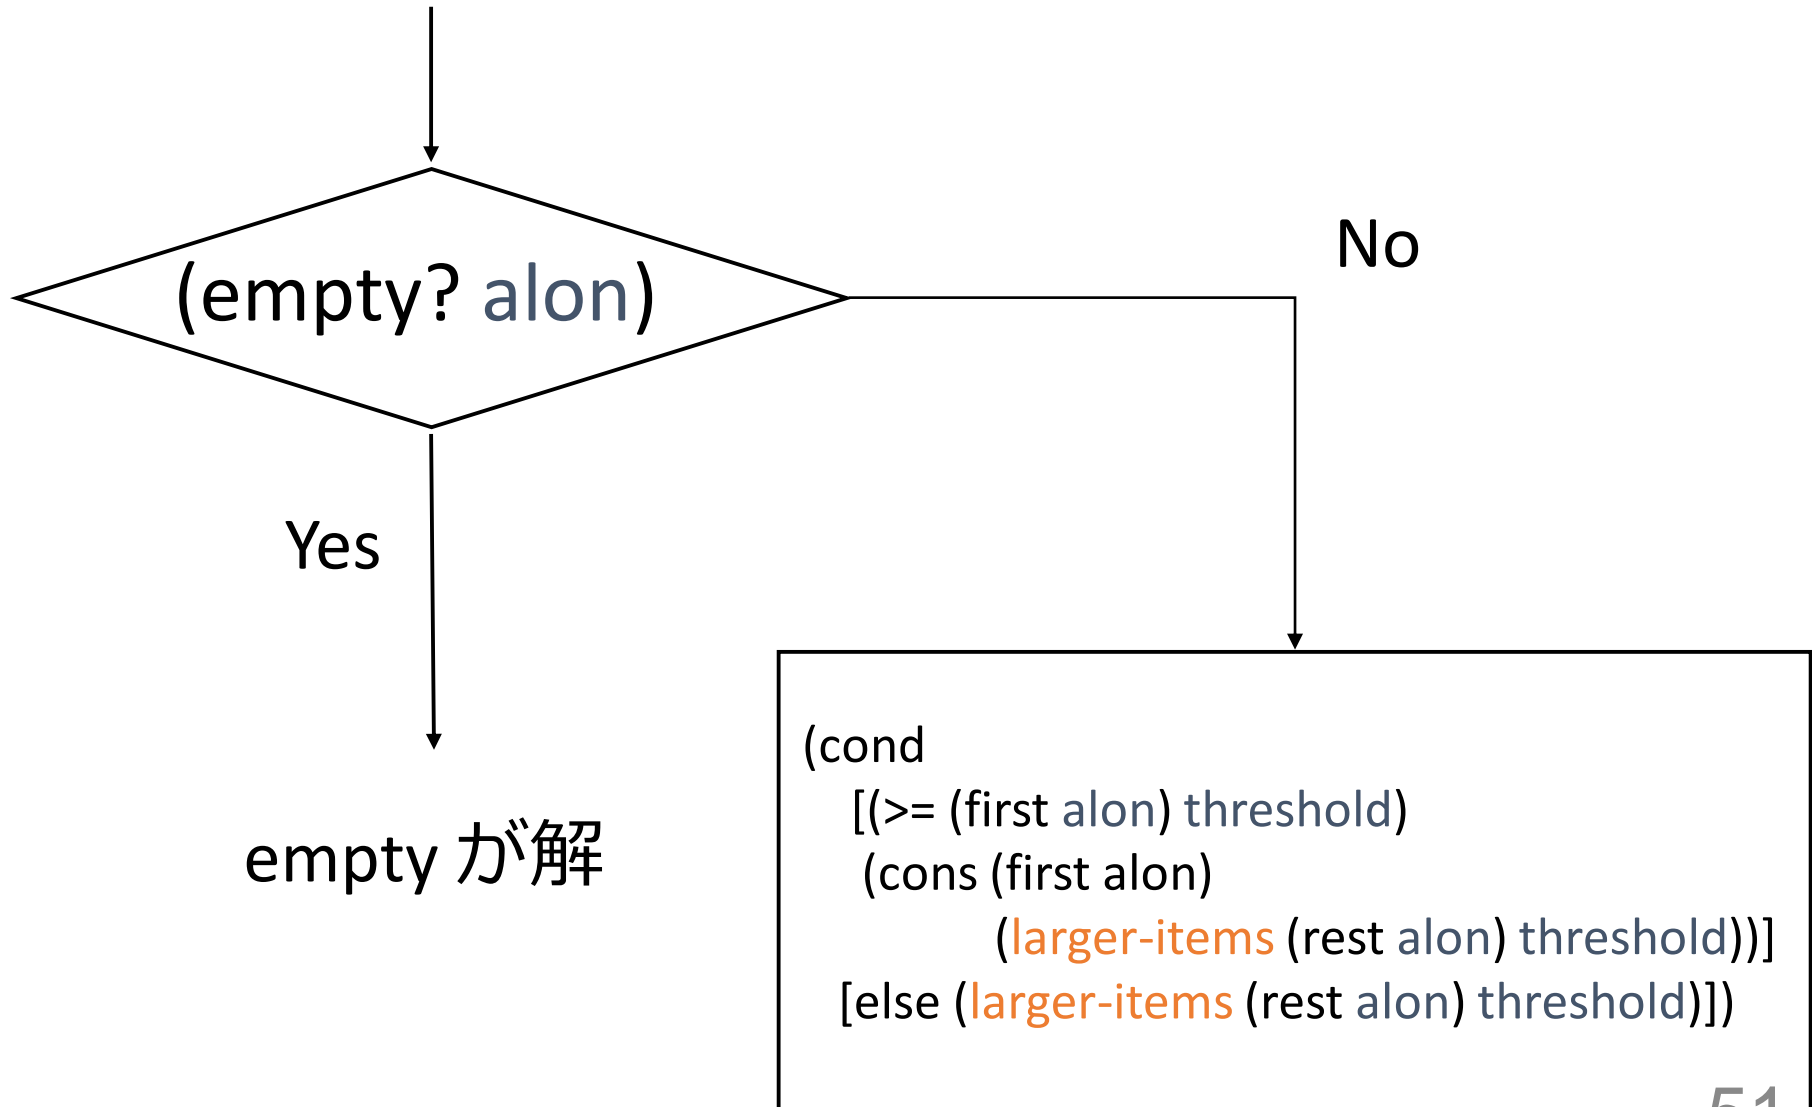 No
(empty? alon)
Yes
empty が解
(cond
[(>= (first alon) threshold)
(cons (first alon)
(larger-items (rest alon) threshold))]
[else (larger-items (rest alon) threshold)])
51